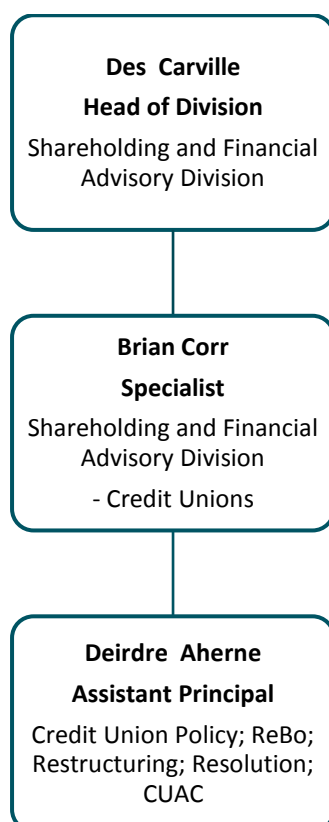 Des Carville
Head of Division
Shareholding and Financial
Advisory Division
Brian Corr
Specialist
Shareholding and Financial
Advisory Division
- Credit Unions
Deirdre Aherne
Assistant Principal
Credit Union Policy; ReBo;
Restructuring; Resolution;
CUAC